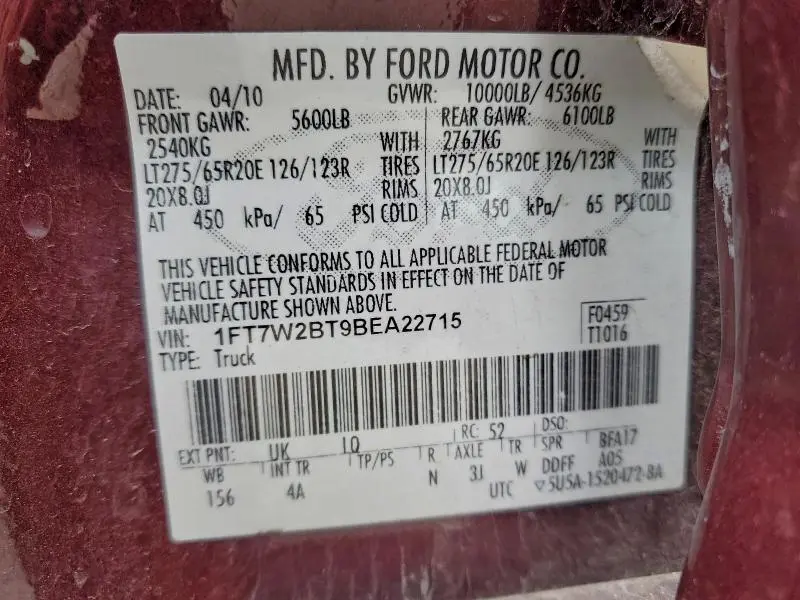 MFD. BY FORD MOTOR CO.
DATE: 04/10 GVWR: 10000LB/ 4536KG
FRONT GAWR: 5600LB REAR GAWR: 6100LB
2540KG WITH 2767KG WITH
LT275/65R20E 126/123R TIRES LT275/65R20E 126/123R TIRES
20X8.0J RIMS 20X8.0J RIMS
AT 450 kPa/ 65 PSI COLD AT 450 kPa/ 65 PSI COLD
THIS VEHICLE CONFORMS TO ALL APPLICABLE FEDERAL MOTOR
VEHICLE SAFETY STANDARDS IN EFFECT ON THE DATE OF
MANUFACTURE SHOWN ABOVE.
VIN: 1FT7W2BT9BEA22715 F0459
TYPE: Truck T1016
EXT PNT: UK LQ RC: 52 DSO:
WB INT TR TP/PS R AXLE TR SPR BFA17
156 4A N 3J W DDFF A05
UTC ▽5U5A-1520472-BA